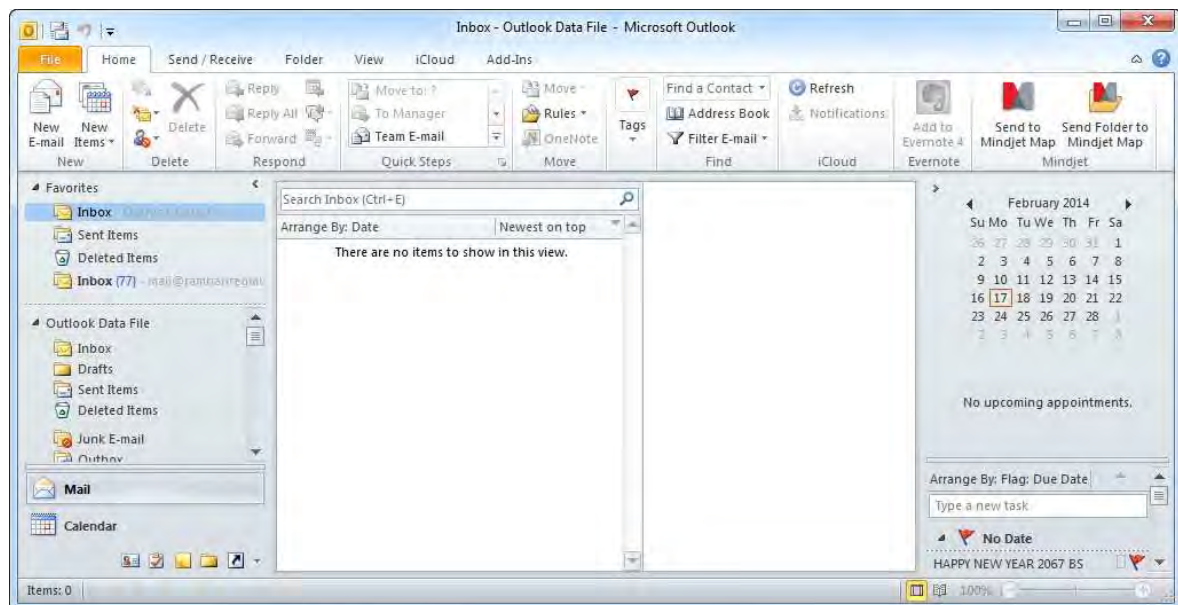 Inbox - Outlook Data File - Microsoft Outlook
File Home Send / Receive Folder View iCloud Add-Ins
New E-mail
New Items
Delete
Reply
Reply All
Forward
Move to: ?
To Manager
Team E-mail
Move
Rules
OneNote
Tags
Find a Contact
Address Book
Filter E-mail
Refresh
Notifications
Add to Evernote 4
Send to Mindjet Map
Send Folder to Mindjet Map
New Delete Respond Quick Steps Move Find iCloud Evernote Mindjet
Favorites
Inbox
Sent Items
Deleted Items
Inbox (77) -
Outlook Data File
Inbox
Drafts
Sent Items
Deleted Items
Junk E-mail
Outbox
Mail
Calendar
Search Inbox (Ctrl+E)
Arrange By: Date Newest on top
There are no items to show in this view.
February 2014
Su Mo Tu We Th Fr Sa
26 27 28 29 30 31 1
2 3 4 5 6 7 8
9 10 11 12 13 14 15
16 17 18 19 20 21 22
23 24 25 26 27 28 1
2 3 4 5 6 7 8
No upcoming appointments.
Arrange By: Flag: Due Date
Type a new task
No Date
HAPPY NEW YEAR 2067 BS
Items: 0
100%